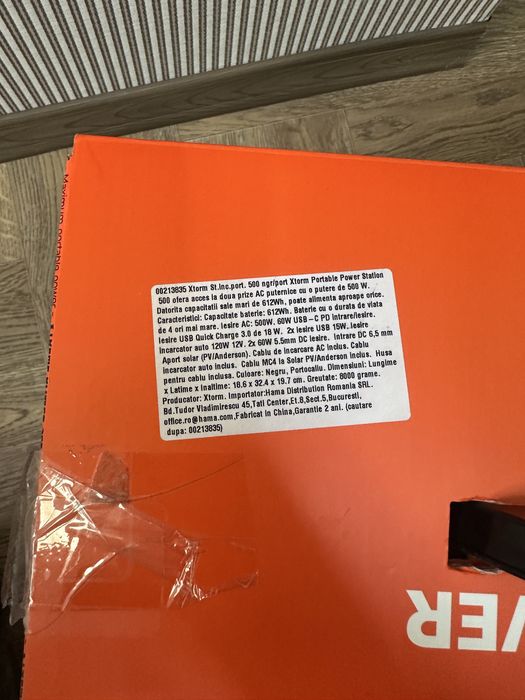 00213835 Xtorm St.Inc.port. 500 ngr/port Xtorm Portable Power Station
500 ofera acces la doua prize AC puternice cu o putere de 500 W.
Datorita capacitatii sale mari de 612Wh, poate alimenta aproape orice.
Caracteristici: Capacitate baterie: 612Wh. Baterie cu o durata de viata
de 4 ori mai mare. Iesire AC: 500W. 60W USB-C PD intrare/iesire.
Iesire USB Quick Charge 3.0 de 18 W. 2x Iesire USB 15W. Iesire
incarcator auto 120W 12V. 2x 60W 5.5mm DC Iesire. Intrare DC 6,5 mm
Aport solar (PV/Anderson). Cablu de incarcare AC inclus. Cablu
incarcator auto inclus. Cablu MC4 la Solar PV/Anderson inclus. Husa
pentru cablu inclusa. Culoare: Negru, Portocaliu. Dimensiuni: Lungime
x Latime x Inaltime: 18.6 x 32.4 x 19.7 cm. Greutate: 6000 grame.
Producator: Xtorm. Importator:Hama Distribution Romania SRL.
Bd.Tudor Vladimirescu 45,Tati Center,Et.8,Sect.5,Bucuresti,
office.ro@hama.com,Fabricat in China,Garantie 2 ani. (cautare
dupa: 00213835)
Maximum portable power
VER